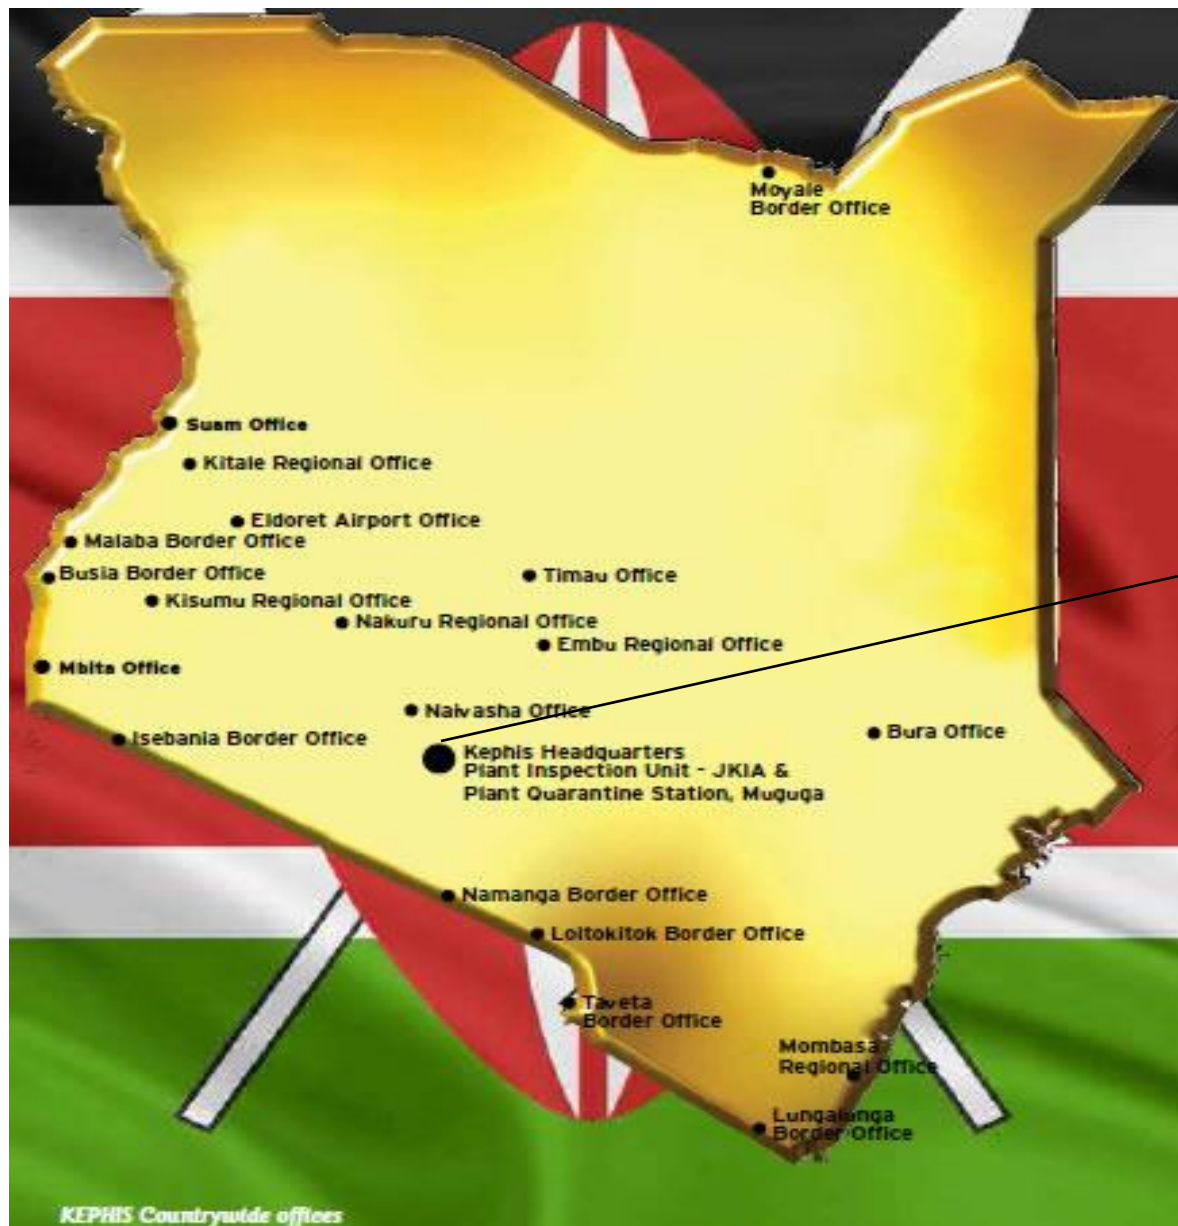 Moyale
Border Office
Suam Office
Kitale Regional Office
Eldoret Airport Office
Malaba Border Office
Busia Border Office
Timau Office
Kisumu Regional Office
Nakuru Regional Office
Embu Regional Office
Mbita Office
Naivasha Office
Isebania Border Office
Bura Office
Kephis Headquarters
Plant Inspection Unit - JKIA &
Plant Quarantine Station, Muguga
Namanga Border Office
Loitokitok Border Office
Taveta
Border Office
Mombasa
Regional Office
Lungalunga
Border Office
KEPHIS Countrywide offices